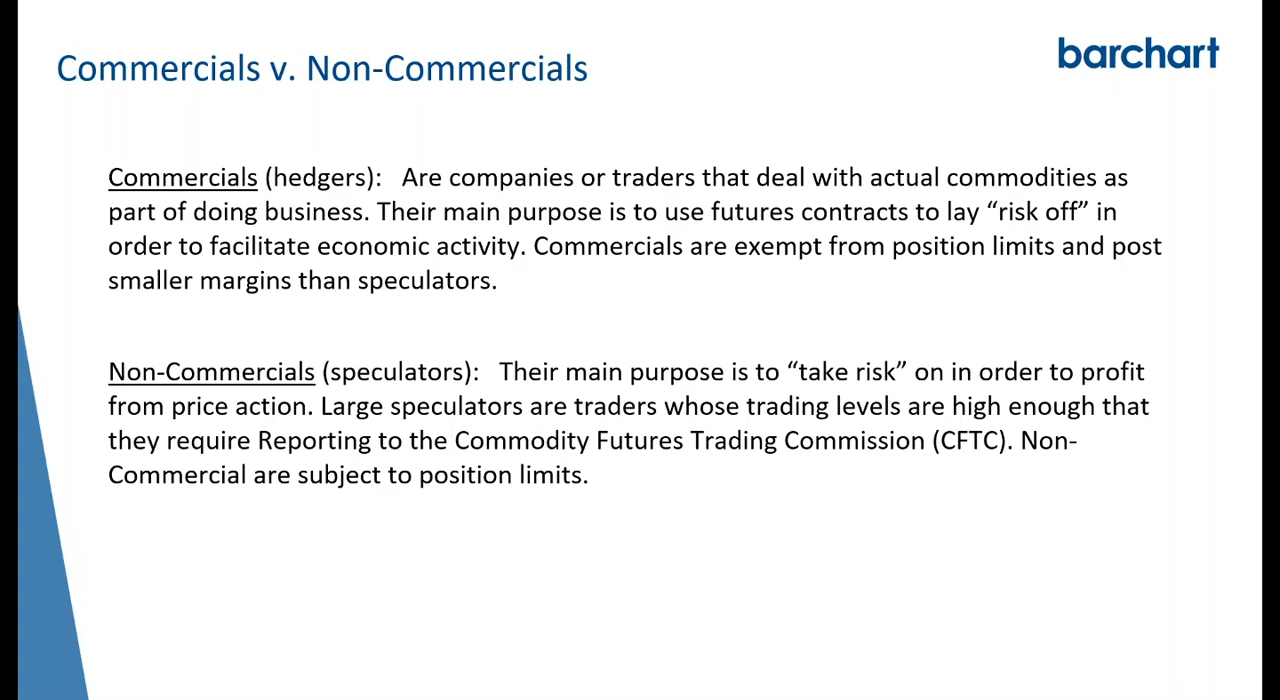 Commercials v. Non-Commercials
barchart
Commercials (hedgers):   Are companies or traders that deal with actual commodities as
part of doing business. Their main purpose is to use futures contracts to lay “risk off” in
order to facilitate economic activity. Commercials are exempt from position limits and post
smaller margins than speculators.
Non-Commercials (speculators):   Their main purpose is to “take risk” on in order to profit
from price action. Large speculators are traders whose trading levels are high enough that
they require Reporting to the Commodity Futures Trading Commission (CFTC). Non-
Commercial are subject to position limits.